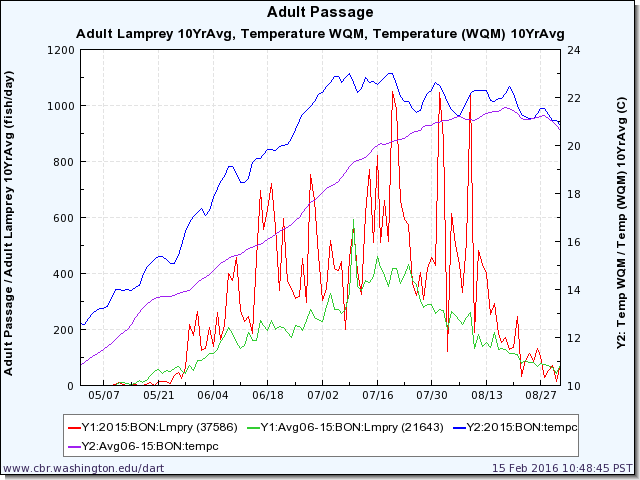 Adult Passage
Adult Lamprey 10YrAvg, Temperature WQM, Temperature (WQM) 10YrAvg
Adult Passage / Adult Lamprey 10YrAvg (fish/day)
1200
1000
800
600
400
200
0
24
22
20
18
16
14
12
10
Y2: Temp WQM / Temp (WQM) 10YrAvg (C)
05/07 05/21 06/04 06/18 07/02 07/16 07/30 08/13 08/27
Y1:2015:BON:Lmpry (37586) Y1:Avg06-15:BON:Lmpry (21643) Y2:2015:BON:tempc
Y2:Avg06-15:BON:tempc
www.cbr.washington.edu/dart 15 Feb 2016 10:48:45 PST